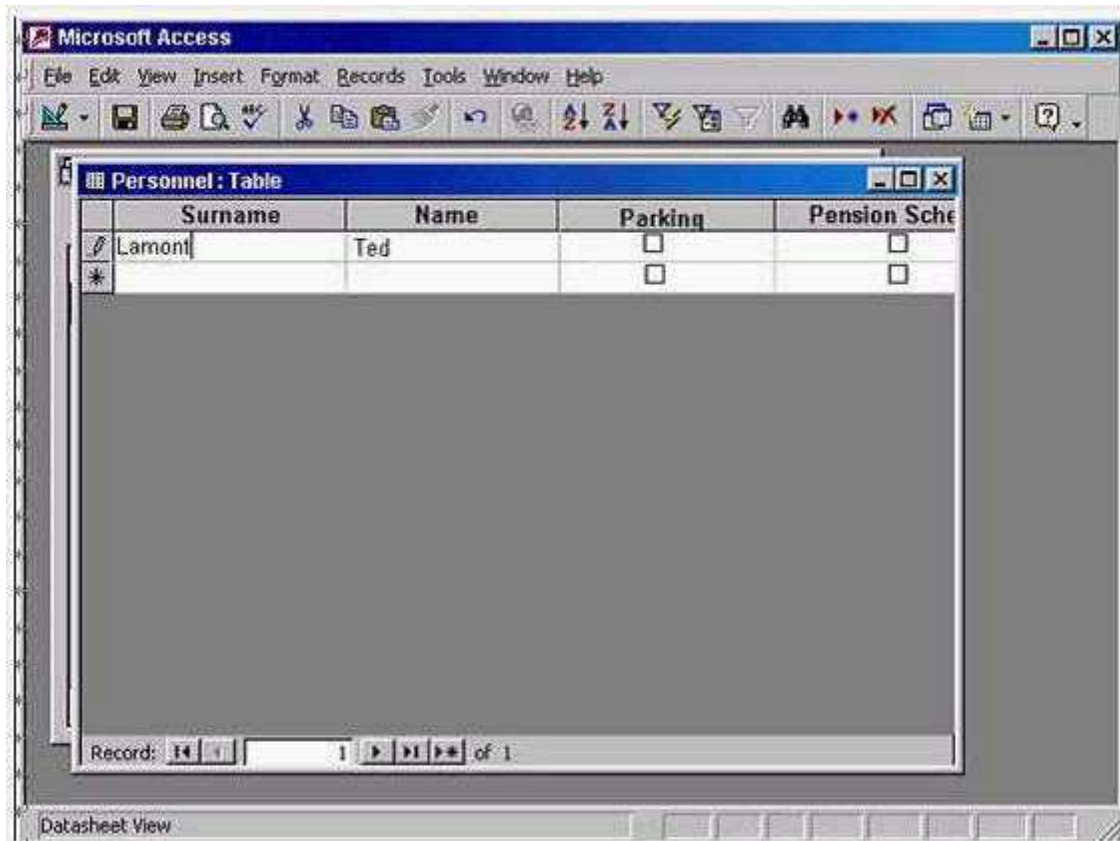 Microsoft Access
File Edit View Insert Format Records Tools Window Help
Personnel : Table
Surname Name Parking Pension Sche
Lamont Ted
Record: 1 of 1
Datasheet View